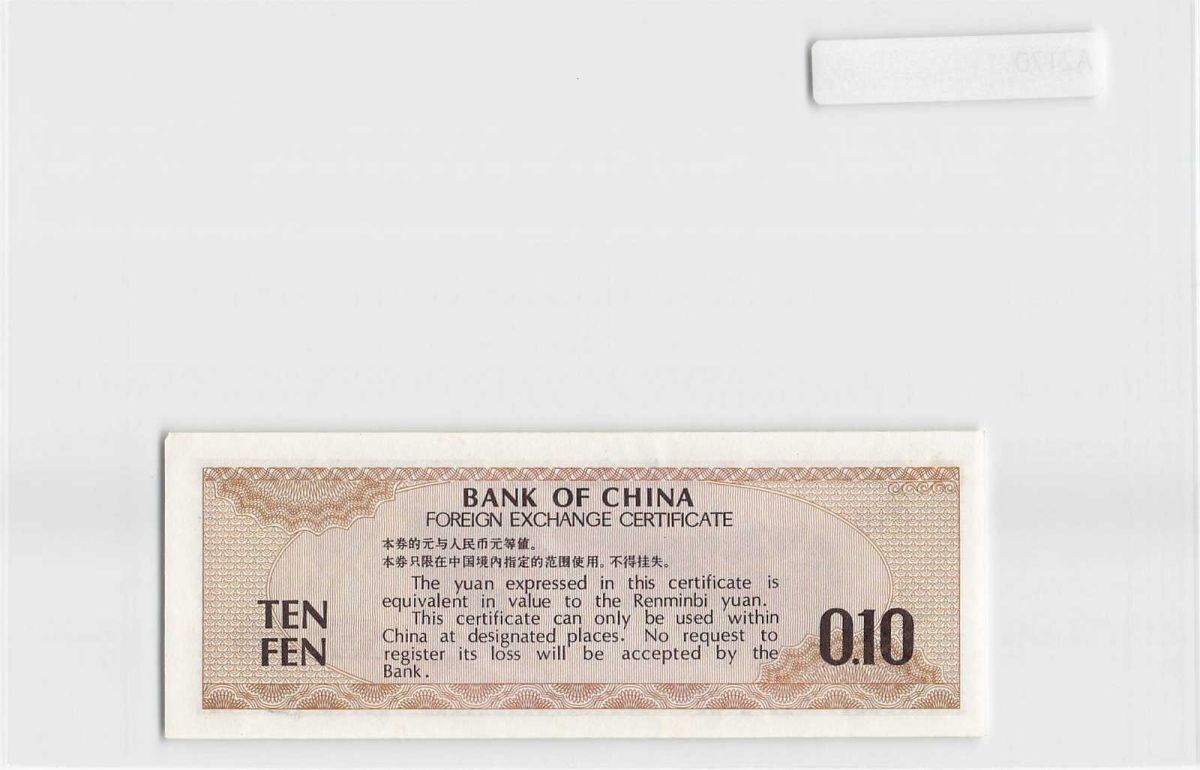 BANK OF CHINA
FOREIGN EXCHANGE CERTIFICATE
本券的元与人民币元等值。
本券只限在中国境内指定的范围使用。不得挂失。
The yuan expressed in this certificate is
equivalent in value to the Renminbi yuan.
This certificate can only be used within
China at designated places. No request to
register its loss will be accepted by the
Bank.
TEN
FEN
0.10